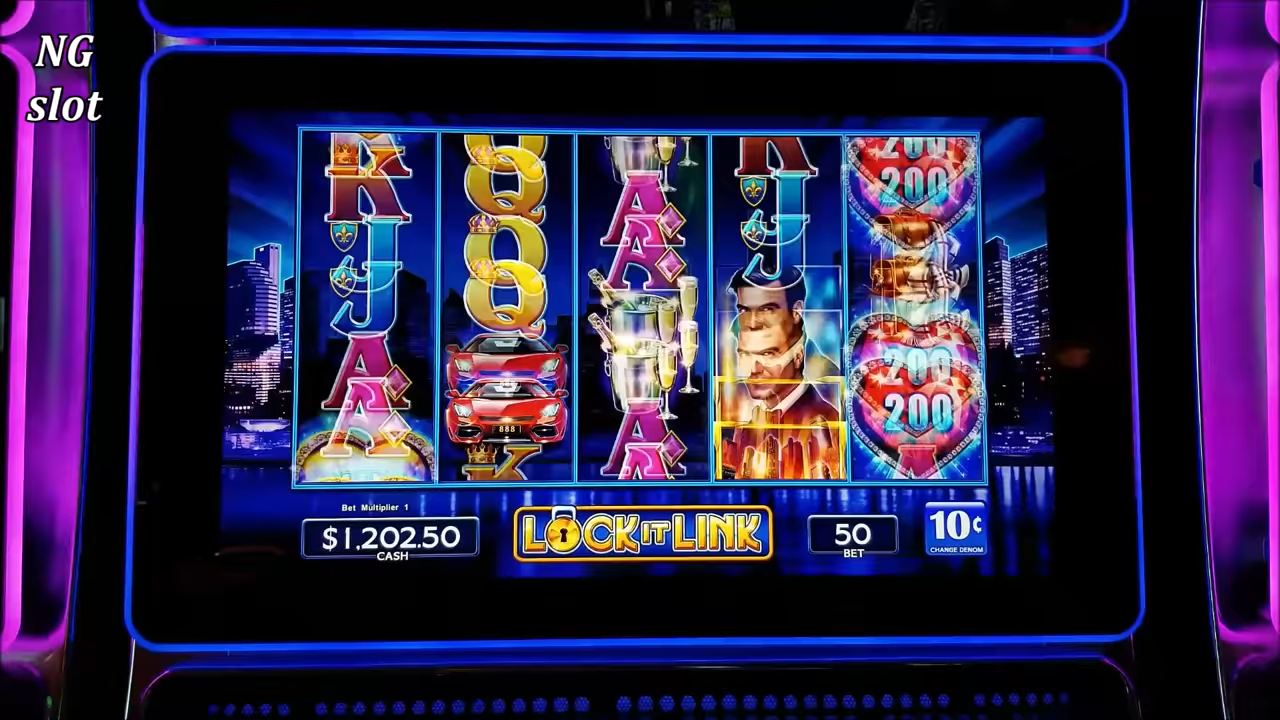 NG
slot
K
K
J
J
A
A
Q
Q
Q
Q
888
K
A
A
A
A
K
J
J
200
200
200
200
Bet Multiplier 1
$1,202.50
CASH
LOCK IT LINK
50
BET
10¢
CHANGE DENOM